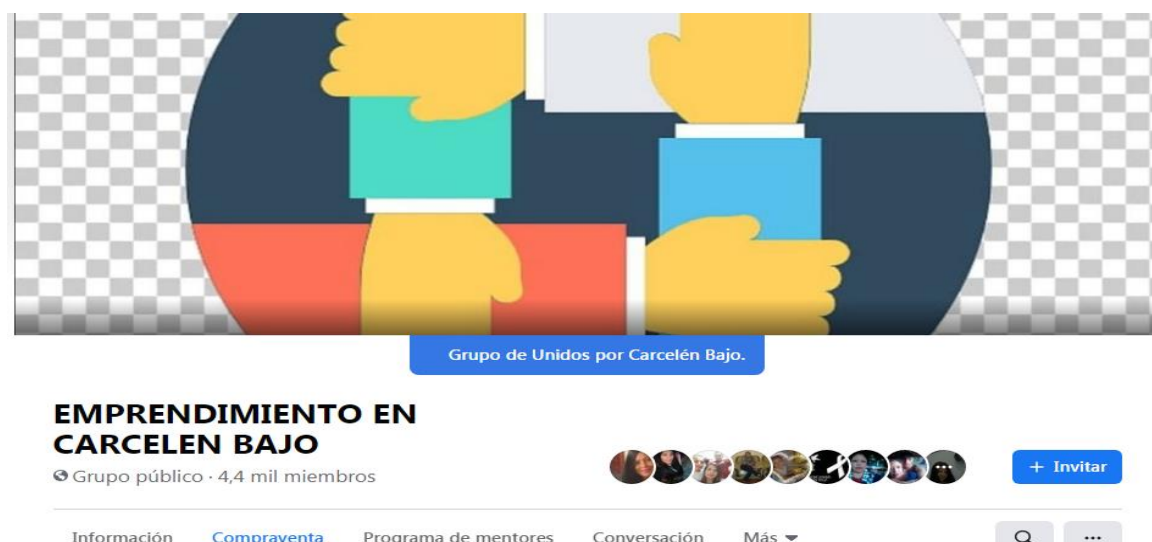 Grupo de Unidos por Carcelén Bajo.
EMPRENDIMIENTO EN
CARCELEN BAJO
Grupo público · 4,4 mil miembros
+ Invitar
Información Compraventa Programa de mentores Conversación Más